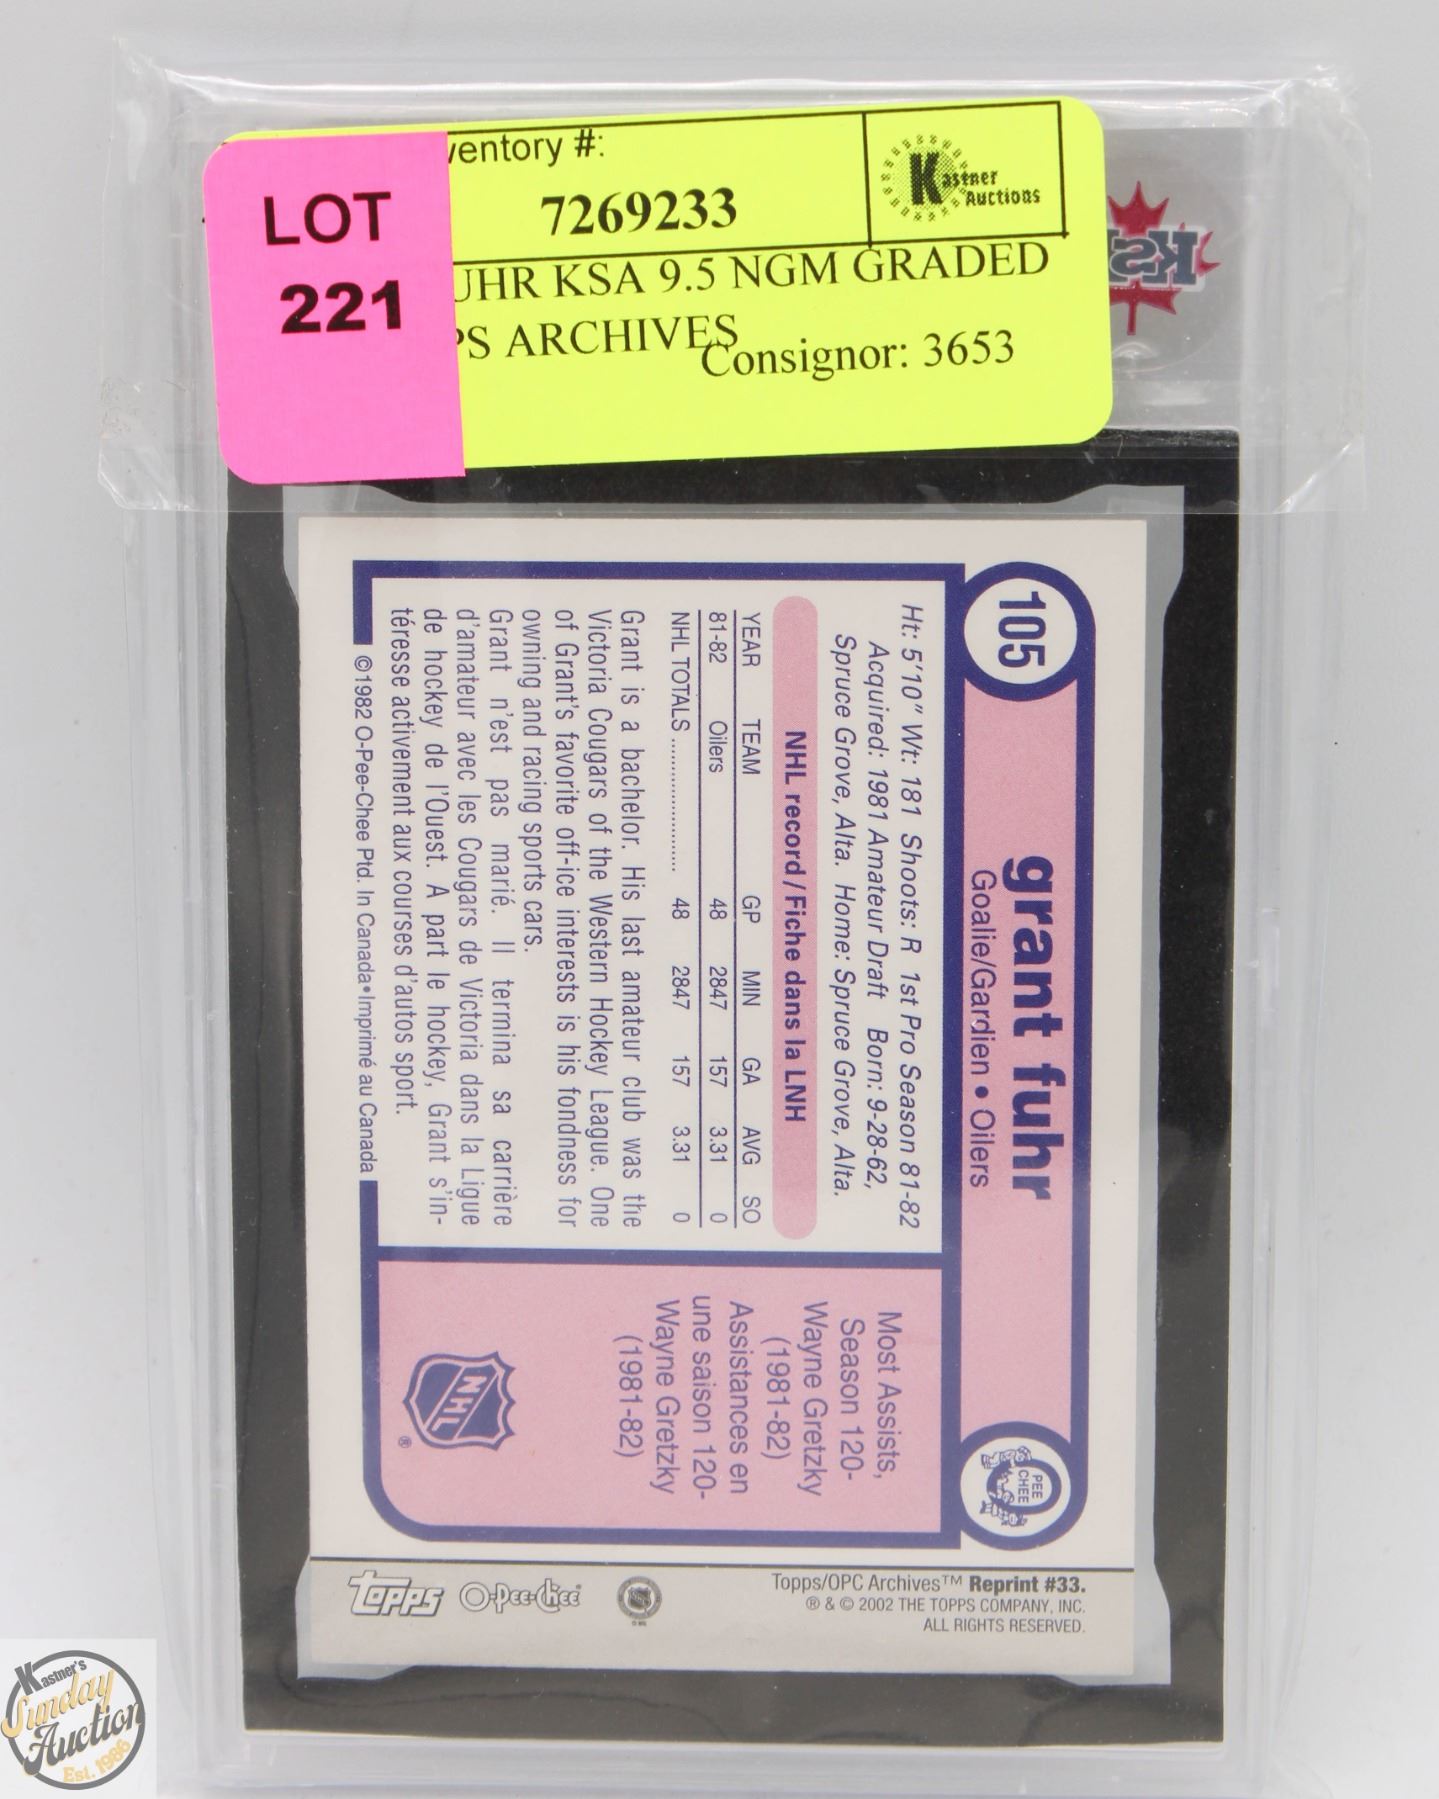 LOT
221
ventory #:
7269233
Kastner
Auctions
UHR KSA 9.5 NGM GRADED
PS ARCHIVES
Consignor: 3653
KS
105
grant fuhr
Goalie/Gardien • Oilers
PEE
CHEE
Ht: 5'10" Wt: 181 Shoots: R 1st Pro Season 81-82
Acquired: 1981 Amateur Draft Born: 9-28-62,
Spruce Grove, Alta. Home: Spruce Grove, Alta.
NHL record/Fiche dans la LNH
YEAR TEAM GP MIN GA AVG SO
81-82 Oilers 48 2847 157 3.31 0
NHL TOTALS .................... 48 2847 157 3.31 0
Grant is a bachelor. His last amateur club was the
Victoria Cougars of the Western Hockey League. One
of Grant's favorite off-ice interests is his fondness for
owning and racing sports cars.
Grant n'est pas marié. Il termina sa carrière
d'amateur avec les Cougars de Victoria dans la Ligue
de hockey de l'Ouest. A part le hockey, Grant s'in-
téresse activement aux courses d'autos sport.
©1982 O-Pee-Chee Ptd. In Canada•Imprimé au Canada
Most Assists,
Season 120-
Wayne Gretzky
(1981-82)
Assistances en
une saison 120-
Wayne Gretzky
(1981-82)
NHL
®
Topps O-Pee-Chee
Topps/OPC Archives™ Reprint #33.
® & © 2002 THE TOPPS COMPANY, INC.
ALL RIGHTS RESERVED.
Kastner's
Sunday
Auction
Est. 1986